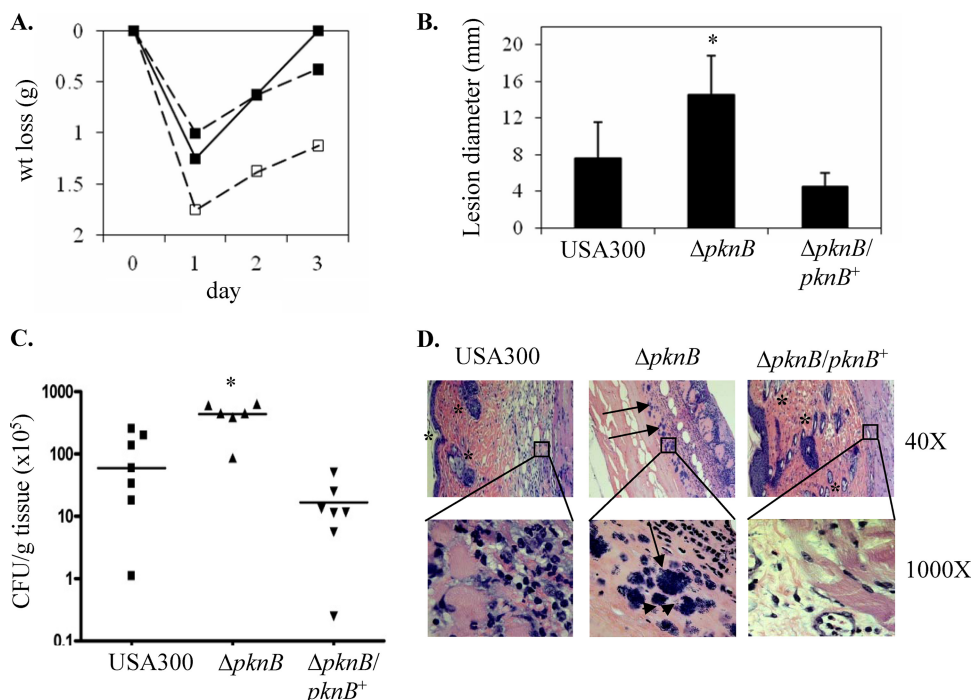 A.
0
0.5
1
1.5
2
wt loss (g)
0 1 2 3
day
B.
20
16
12
8
4
0
Lesion diameter (mm)
*
USA300 ΔpknB ΔpknB/
pknB⁺
C.
1000
100
10
1
0.1
CFU/g tissue (x10⁵)
*
USA300 ΔpknB ΔpknB/
pknB⁺
D.
USA300 ΔpknB ΔpknB/pknB⁺
* * * * * *
40X
1000X